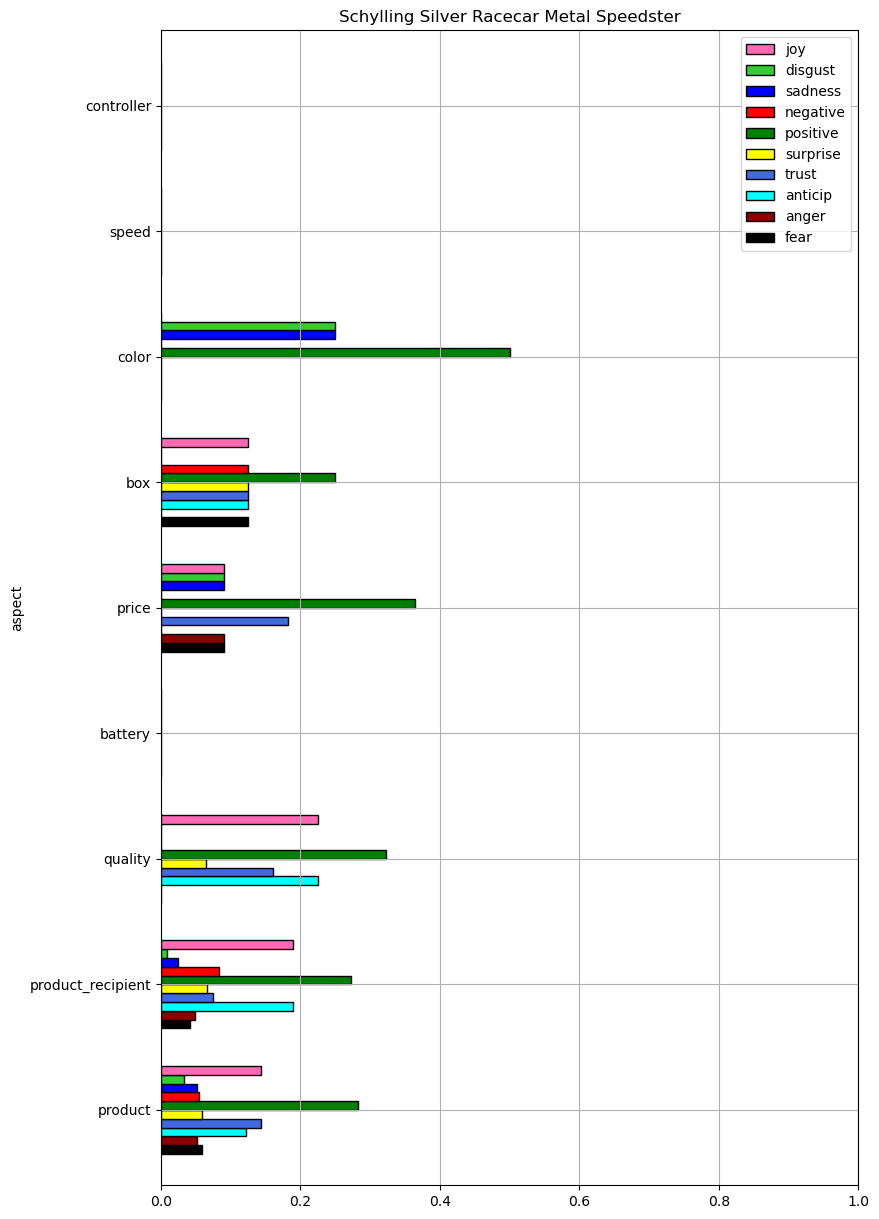 Schylling Silver Racecar Metal Speedster
joy
disgust
sadness
negative
positive
surprise
trust
anticip
anger
fear
controller
speed
color
box
price
battery
quality
product_recipient
product
aspect
0.0 0.2 0.4 0.6 0.8 1.0